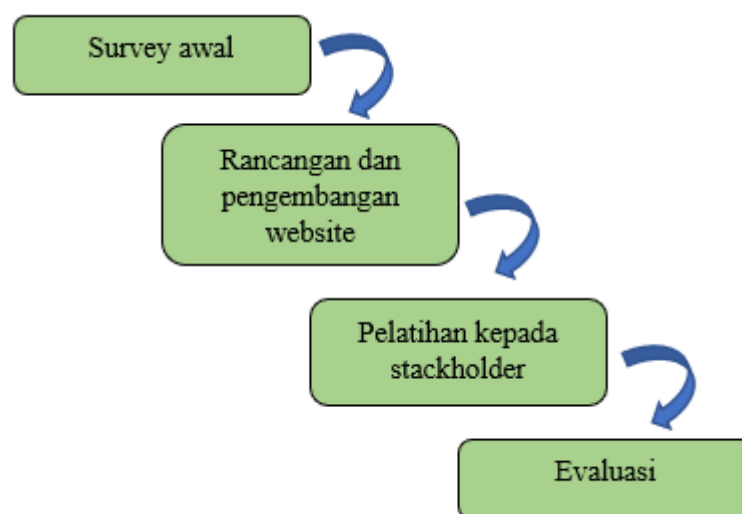 Survey awal
Rancangan dan
pengembangan
website
Pelatihan kepada
stackholder
Evaluasi